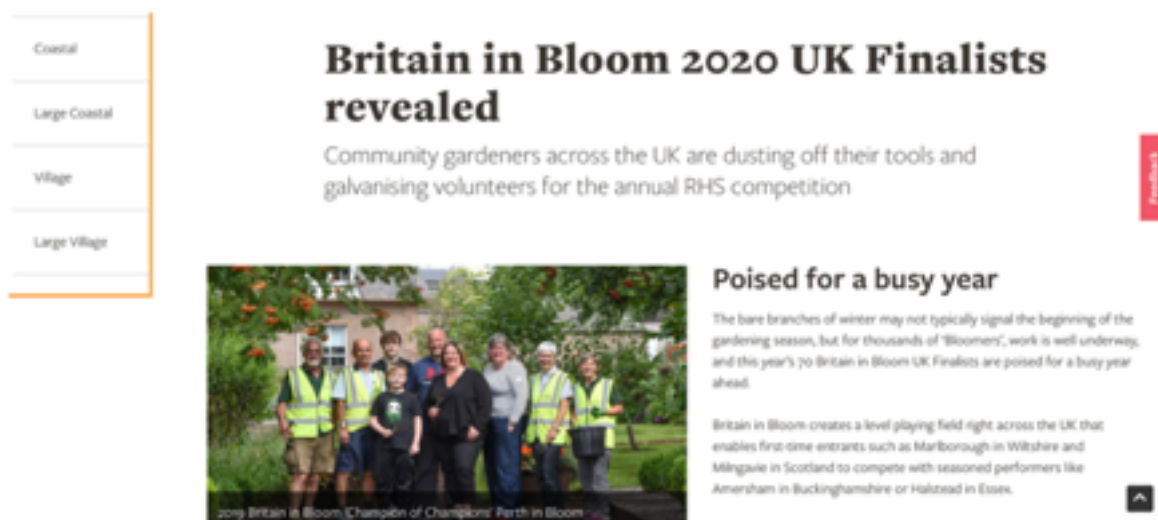 Coastal
Large Coastal
Village
Large Village
Britain in Bloom 2020 UK Finalists
revealed
Community gardeners across the UK are dusting off their tools and
galvanising volunteers for the annual RHS competition
Feedback
2019 Britain in Bloom 'Champion of Champions' Perth in Bloom
Poised for a busy year
The bare branches of winter may not typically signal the beginning of the
gardening season, but for thousands of 'Bloomers', work is well underway,
and this year's 70 Britain in Bloom UK Finalists are poised for a busy year
ahead.
Britain in Bloom creates a level playing field right across the UK that
enables first-time entrants such as Marlborough in Wiltshire and
Milngavie in Scotland to compete with seasoned performers like
Amersham in Buckinghamshire or Halstead in Essex.